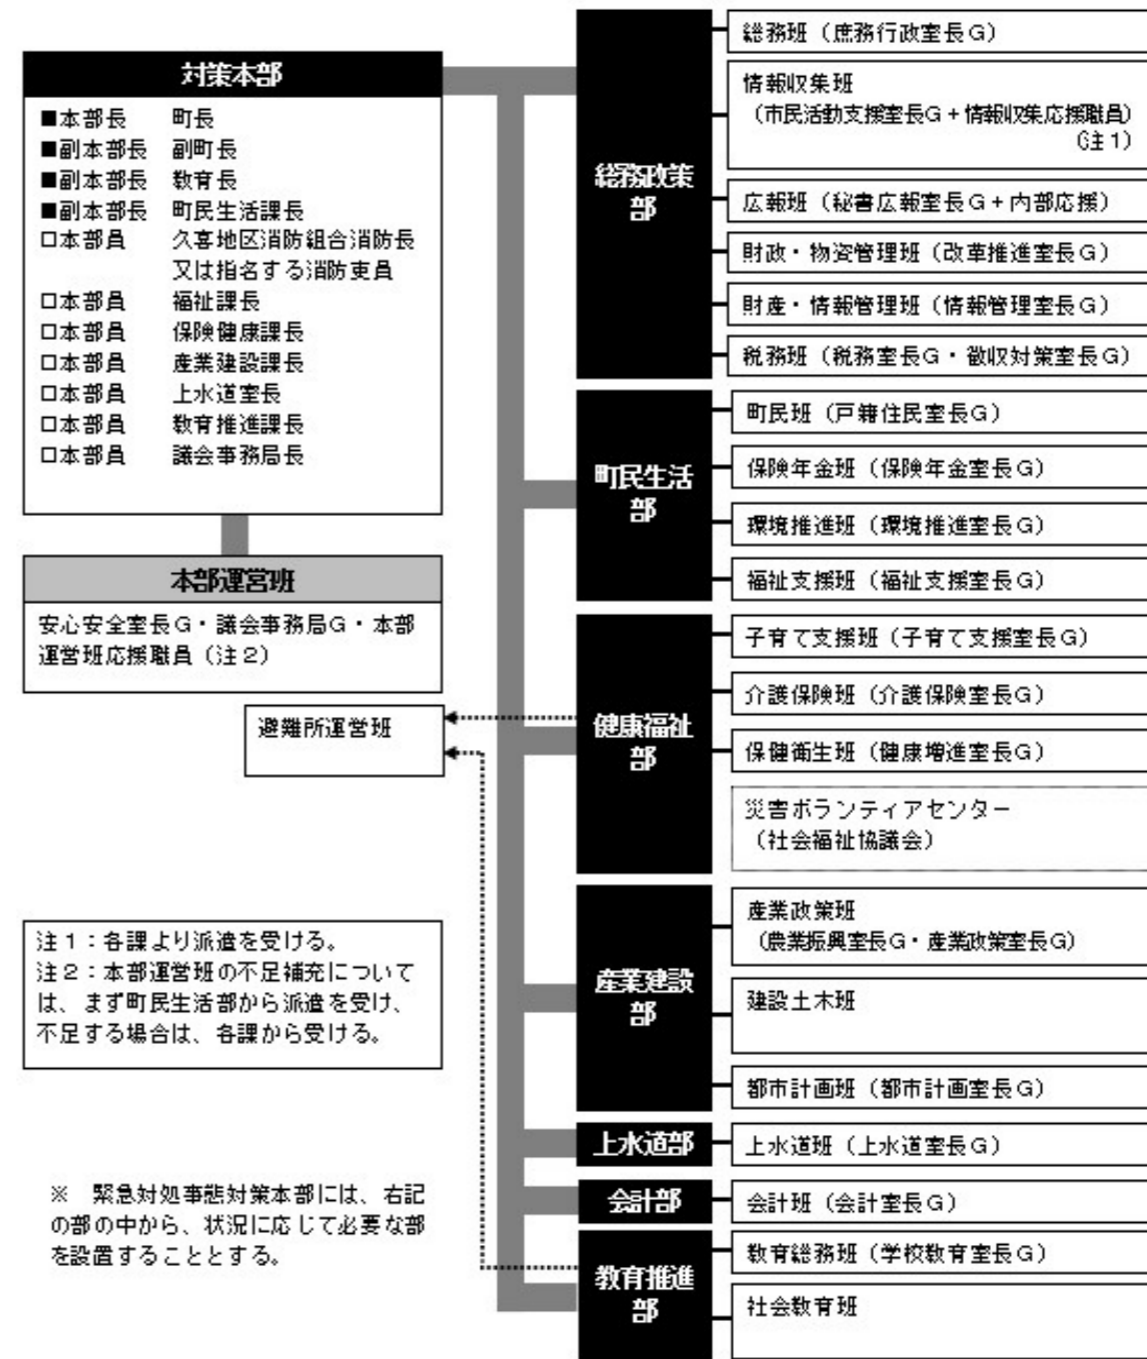 対策本部
■本部長　町長
■副本部長　副町長
■副本部長　教育長
■副本部長　町民生活課長
□本部員　久喜地区消防組合消防長
又は指名する消防吏員
□本部員　福祉課長
□本部員　保険健康課長
□本部員　産業建設課長
□本部員　上水道室長
□本部員　教育推進課長
□本部員　議会事務局長
本部運営班
安心安全室長G・議会事務局G・本部
運営班応援職員（注２）
避難所運営班
注１：各課より派遣を受ける。
注２：本部運営班の不足補充について
は、まず町民生活部から派遣を受け、
不足する場合は、各課から受ける。
※　緊急対処事態対策本部には、右記
の部の中から、状況に応じて必要な部
を設置することとする。
総務政策
部
総務班（庶務行政室長G）
情報収集班
（市民活動支援室長G＋情報収集応援職員）
（注１）
広報班（秘書広報室長G＋内部応援）
財政・物資管理班（改革推進室長G）
財産・情報管理班（情報管理室長G）
税務班（税務室長G・徴収対策室長G）
町民生活
部
町民班（戸籍住民室長G）
保険年金班（保険年金室長G）
環境推進班（環境推進室長G）
福祉支援班（福祉支援室長G）
健康福祉
部
子育て支援班（子育て支援室長G）
介護保険班（介護保険室長G）
保健衛生班（健康増進室長G）
災害ボランティアセンター
（社会福祉協議会）
産業建設
部
産業政策班
（農業振興室長G・産業政策室長G）
建設土木班
都市計画班（都市計画室長G）
上水道部
上水道班（上水道室長G）
会計部
会計班（会計室長G）
教育推進
部
教育総務班（学校教育室長G）
社会教育班